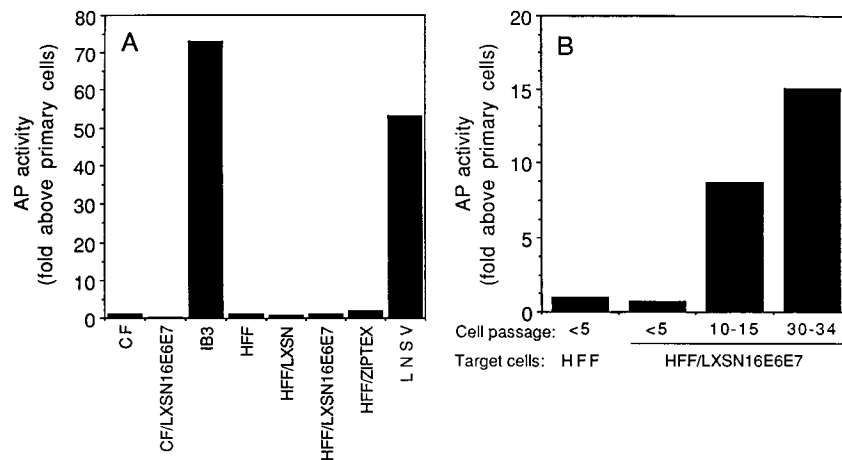 A
AP activity
(fold above primary cells)
80
70
60
50
40
30
20
10
0
CF
CF/LXSN16E6E7
IB3
HFF
HFF/LXSN
HFF/LXSN16E6E7
HFF/ZIPTEX
LNSV
B
AP activity
(fold above primary cells)
20
15
10
5
0
Cell passage: <5 <5 10-15 30-34
Target cells: HFF HFF/LXSN16E6E7